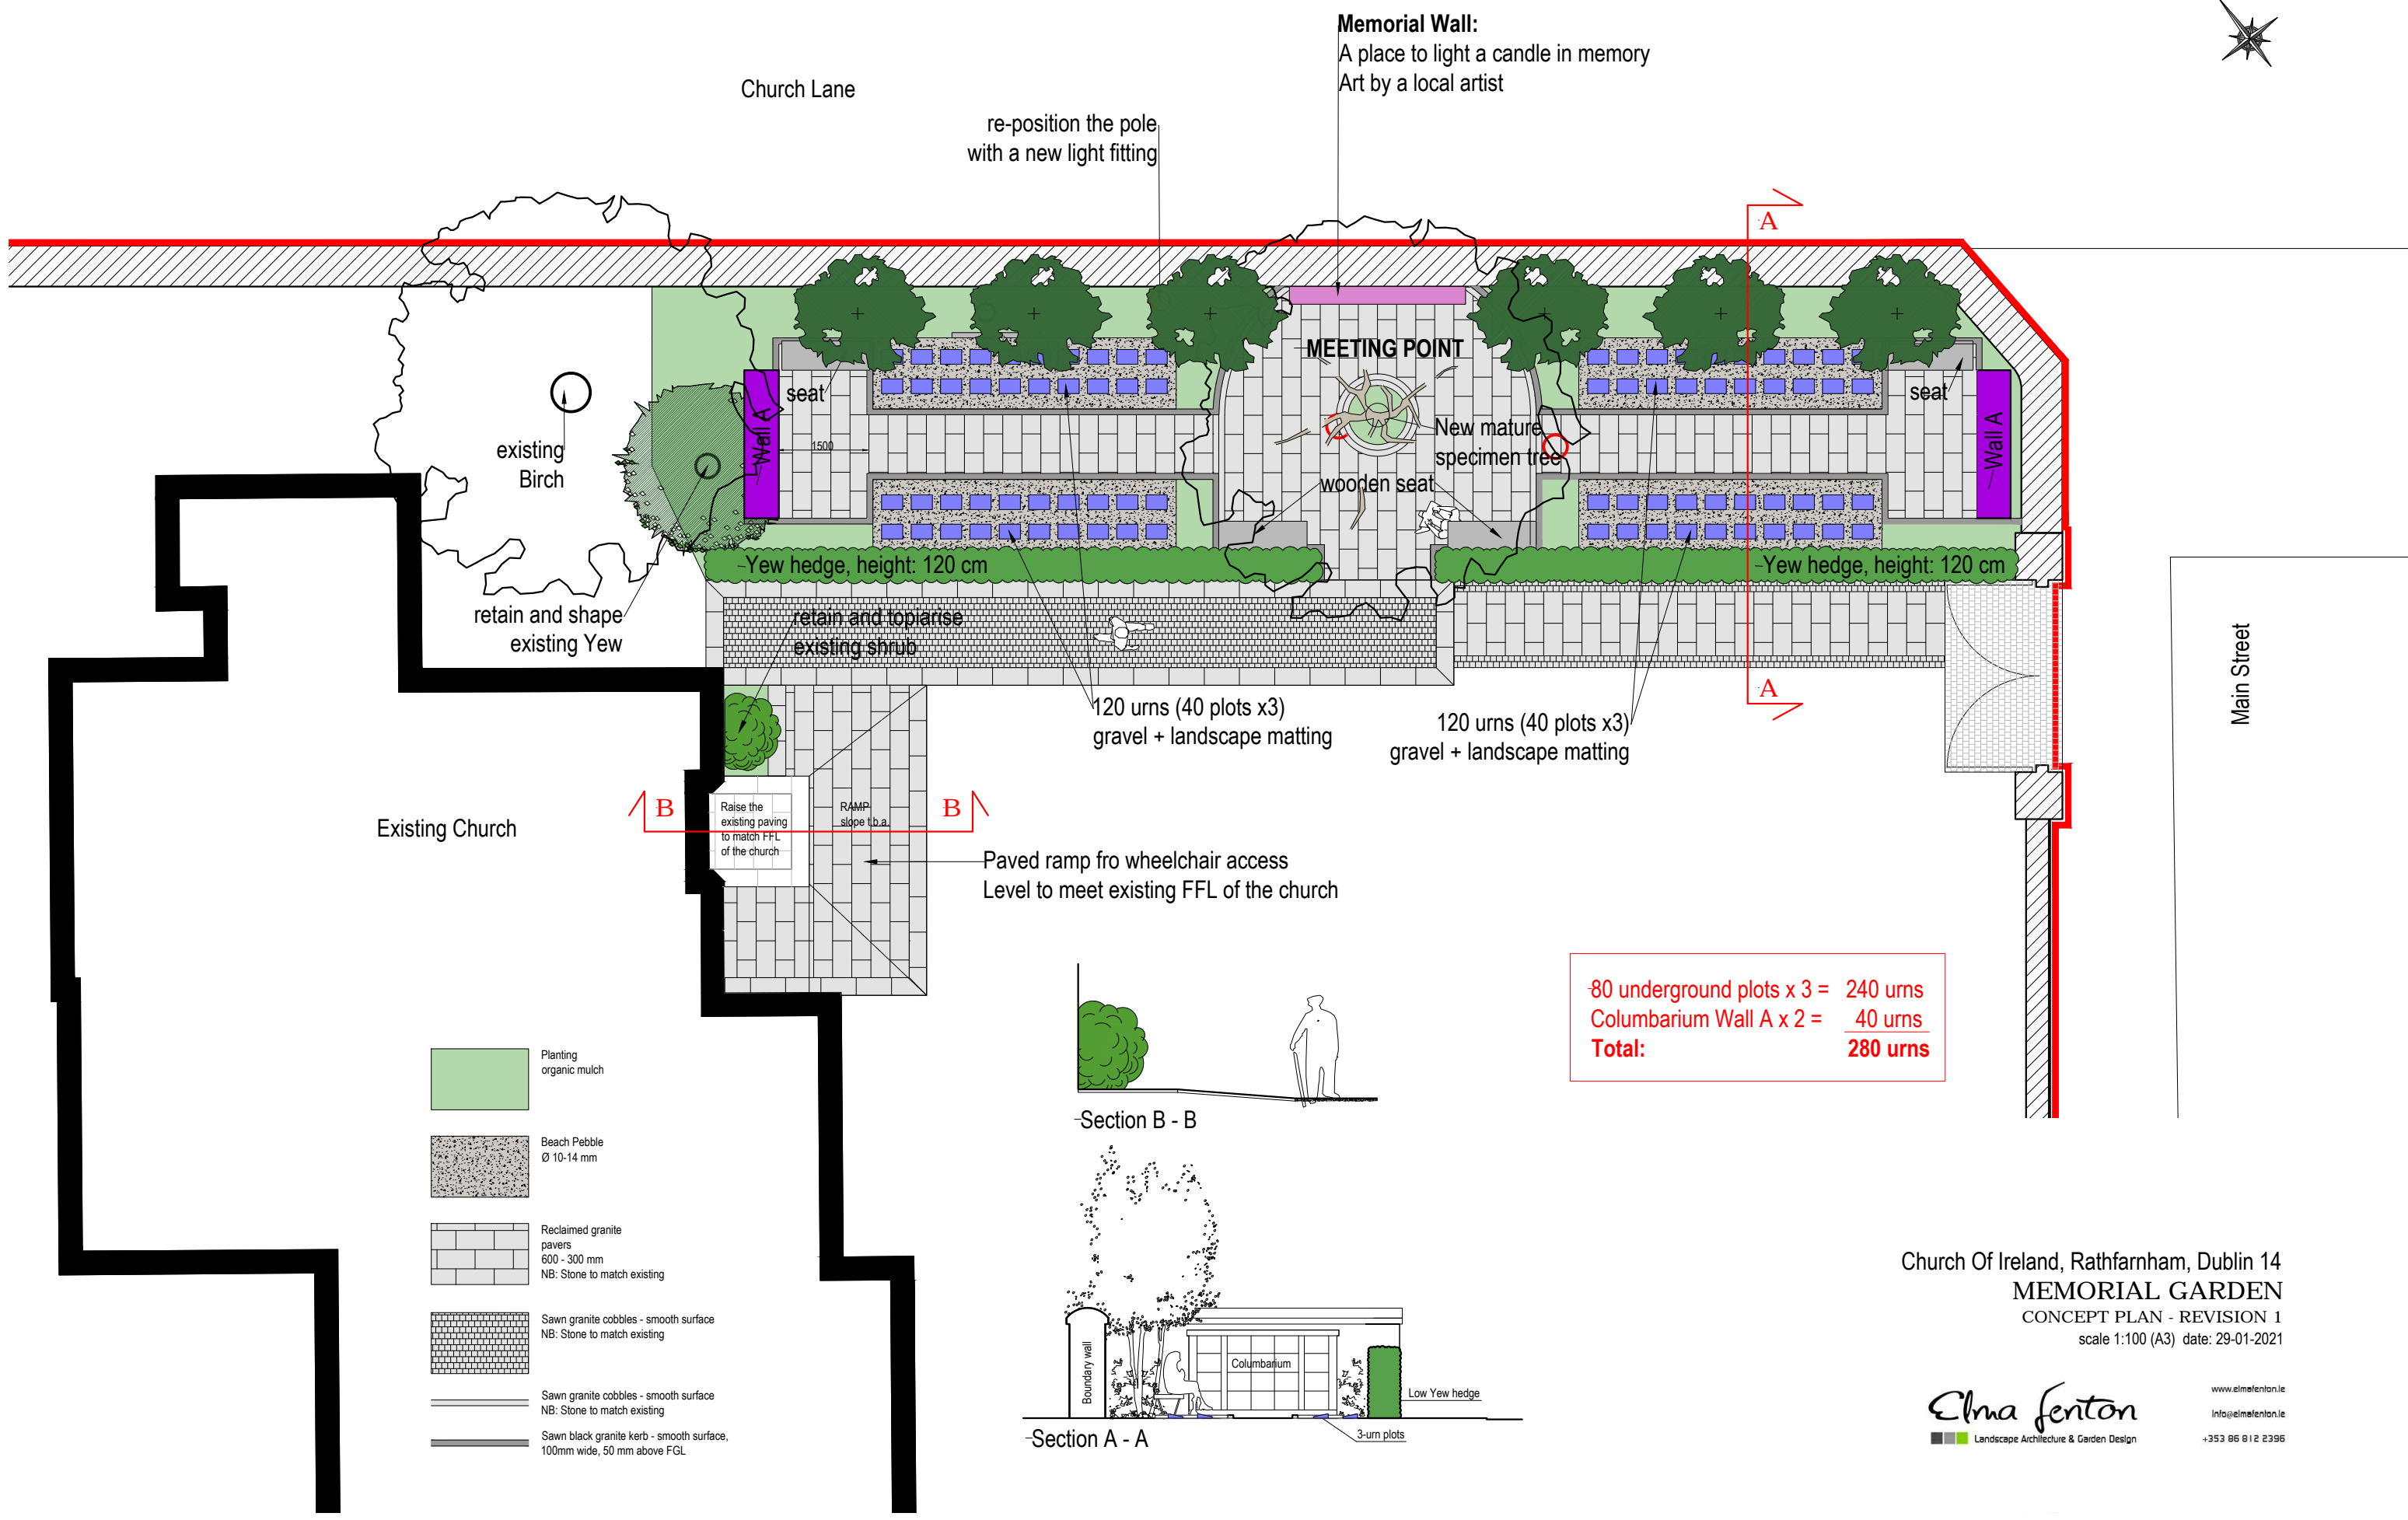 Memorial Wall:
A place to light a candle in memory
Art by a local artist
Church Lane
re-position the pole
with a new light fitting
A
MEETING POINT
seat
seat
Wall A
1500
Wall A
existing
Birch
New mature
specimen tree
wooden seat
Yew hedge, height: 120 cm
Yew hedge, height: 120 cm
retain and shape
existing Yew
retain and topiarise
existing shrub
Main Street
A
120 urns (40 plots x3)
gravel + landscape matting
120 urns (40 plots x3)
gravel + landscape matting
B
B
Raise the
existing paving
to match FFL
of the church
RAMP
slope t.b.a.
Existing Church
Paved ramp fro wheelchair access
Level to meet existing FFL of the church
80 underground plots x 3 = 240 urns
Columbarium Wall A x 2 = 40 urns
Total: 280 urns
Section B - B
Planting
organic mulch
Beach Pebble
Ø 10-14 mm
Reclaimed granite
pavers
600 - 300 mm
NB: Stone to match existing
Sawn granite cobbles - smooth surface
NB: Stone to match existing
Sawn granite cobbles - smooth surface
NB: Stone to match existing
Sawn black granite kerb - smooth surface,
100mm wide, 50 mm above FGL
Boundary wall
Columbarium
Low Yew hedge
3-urn plots
Section A - A
Church Of Ireland, Rathfarnham, Dublin 14
MEMORIAL GARDEN
CONCEPT PLAN - REVISION 1
scale 1:100 (A3) date: 29-01-2021
Elma Fenton
Landscape Architecture & Garden Design
www.elmafenton.ie
info@elmafenton.ie
+353 86 812 2396